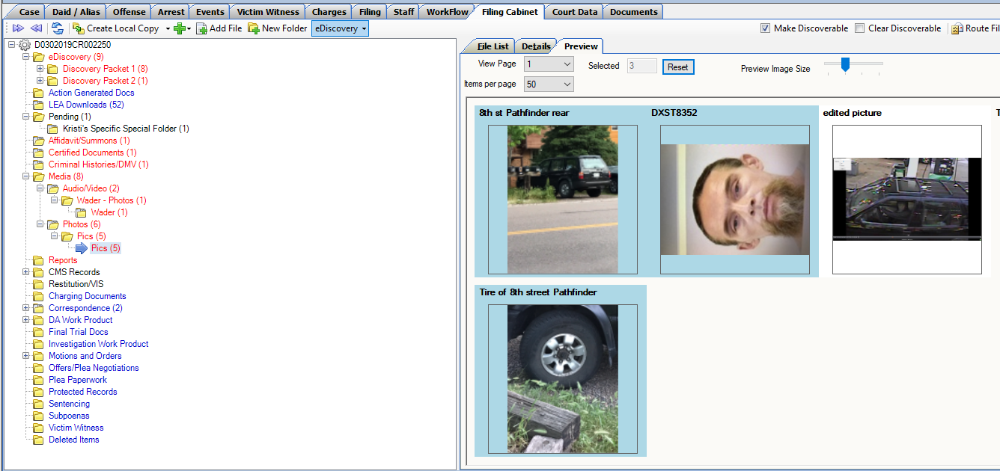 Case Daid / Alias Offense Arrest Events Victim Witness Charges Filing Staff WorkFlow Filing Cabinet Court Data Documents
Create Local Copy Add File New Folder eDiscovery Make Discoverable Clear Discoverable Route Fil
D0302019CR002250
eDiscovery (9)
Discovery Packet 1 (8)
Discovery Packet 2 (1)
Action Generated Docs
LEA Downloads (52)
Pending (1)
Kristi's Specific Special Folder (1)
Affidavit/Summons (1)
Certified Documents (1)
Criminal Histories/DMV (1)
Media (8)
Audio/Video (2)
Wader - Photos (1)
Wader (1)
Photos (6)
Pics (5)
Pics (5)
Reports
CMS Records
Restitution/VIS
Charging Documents
Correspondence (2)
DA Work Product
Final Trial Docs
Investigation Work Product
Motions and Orders
Offers/Plea Negotiations
Plea Paperwork
Protected Records
Sentencing
Subpoenas
Victim Witness
Deleted Items
File List Details Preview
View Page 1 Selected 3 Reset Preview Image Size
Items per page 50
8th st Pathfinder rear DXST8352 edited picture T
Tire of 8th street Pathfinder